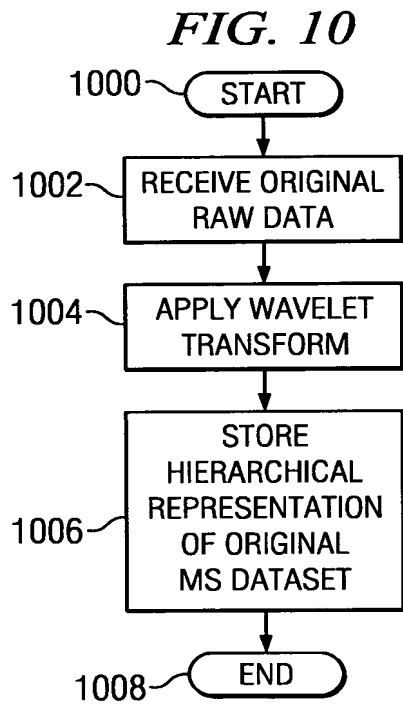 FIG. 10
1000
START
1002
RECEIVE ORIGINAL
RAW DATA
1004
APPLY WAVELET
TRANSFORM
1006
STORE
HIERARCHICAL
REPRESENTATION
OF ORIGINAL
MS DATASET
1008
END